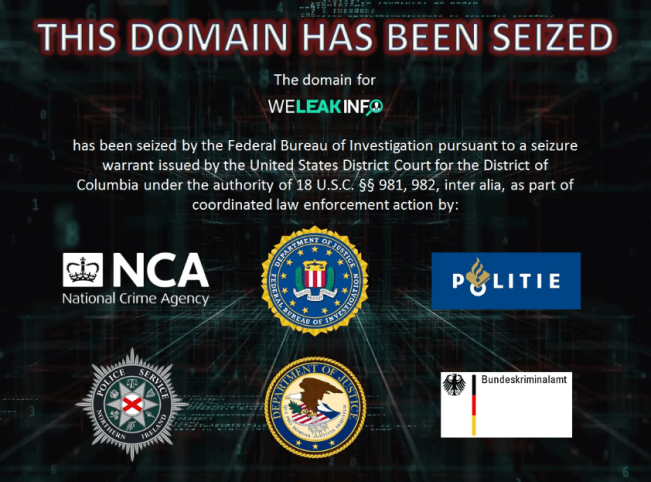 THIS DOMAIN HAS BEEN SEIZED
The domain for
WELEAKINFO
has been seized by the Federal Bureau of Investigation pursuant to a seizure
warrant issued by the United States District Court for the District of
Columbia under the authority of 18 U.S.C. §§ 981, 982, inter alia, as part of
coordinated law enforcement action by:
NCA
National Crime Agency
DEPARTMENT OF JUSTICE
FEDERAL BUREAU OF INVESTIGATION
POLITIE
POLICE SERVICE
NORTHERN IRELAND
DEPARTMENT OF JUSTICE
Bundeskriminalamt